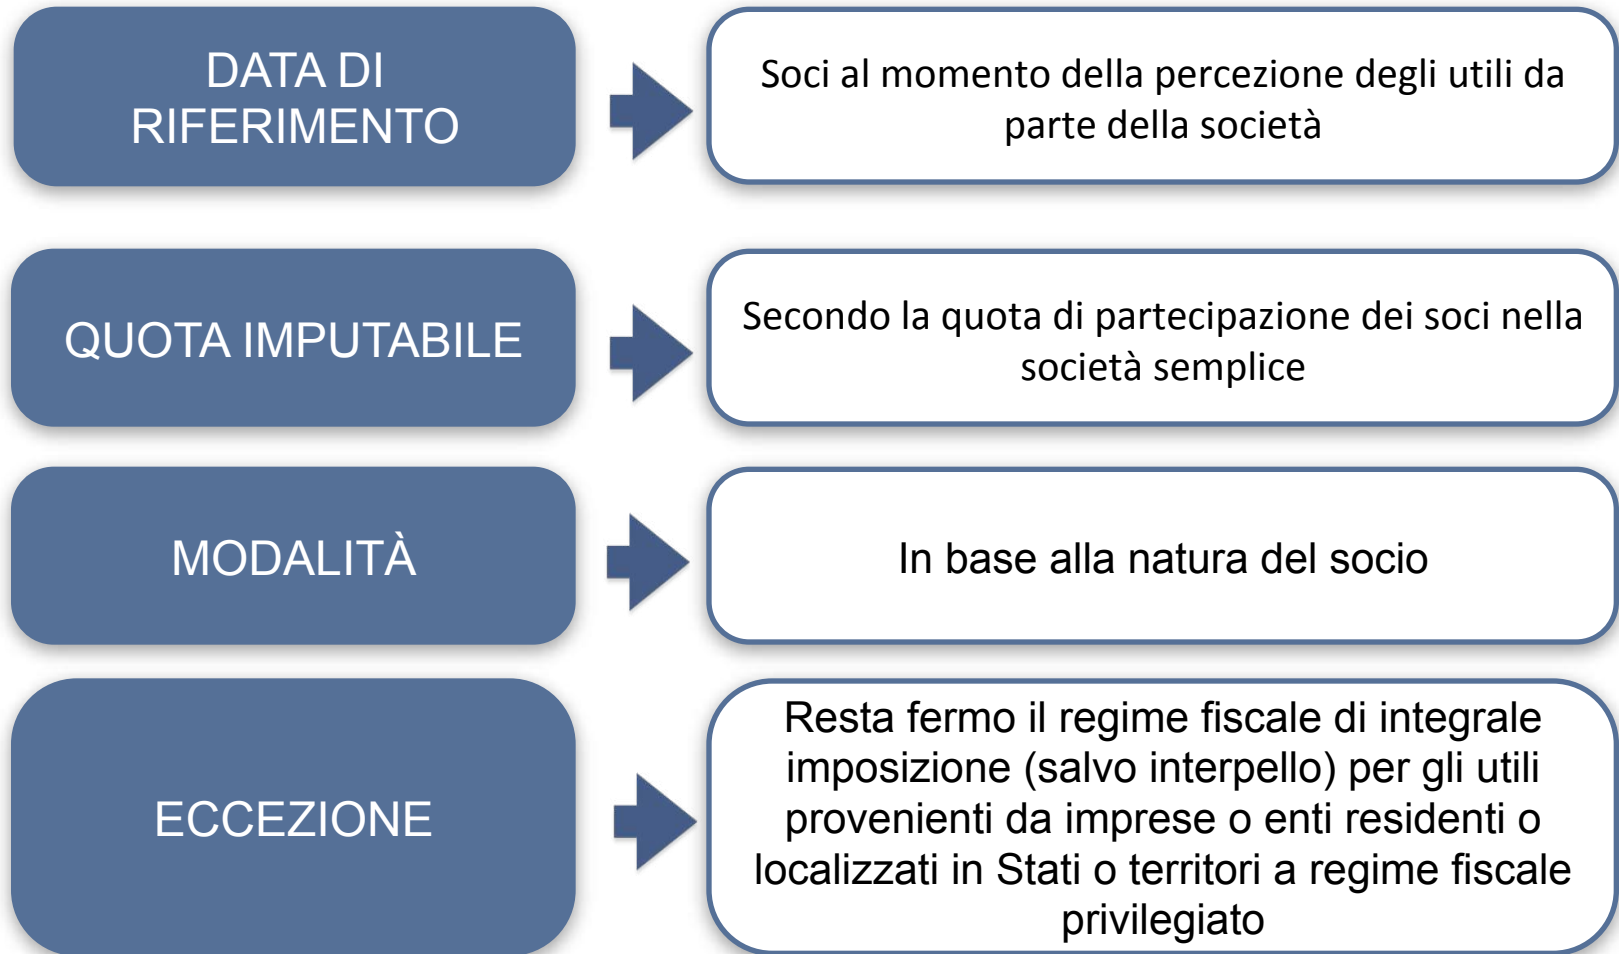 DATA DI
RIFERIMENTO
Soci al momento della percezione degli utili da
parte della società
QUOTA IMPUTABILE
Secondo la quota di partecipazione dei soci nella
società semplice
MODALITÀ
In base alla natura del socio
ECCEZIONE
Resta fermo il regime fiscale di integrale
imposizione (salvo interpello) per gli utili
provenienti da imprese o enti residenti o
localizzati in Stati o territori a regime fiscale
privilegiato